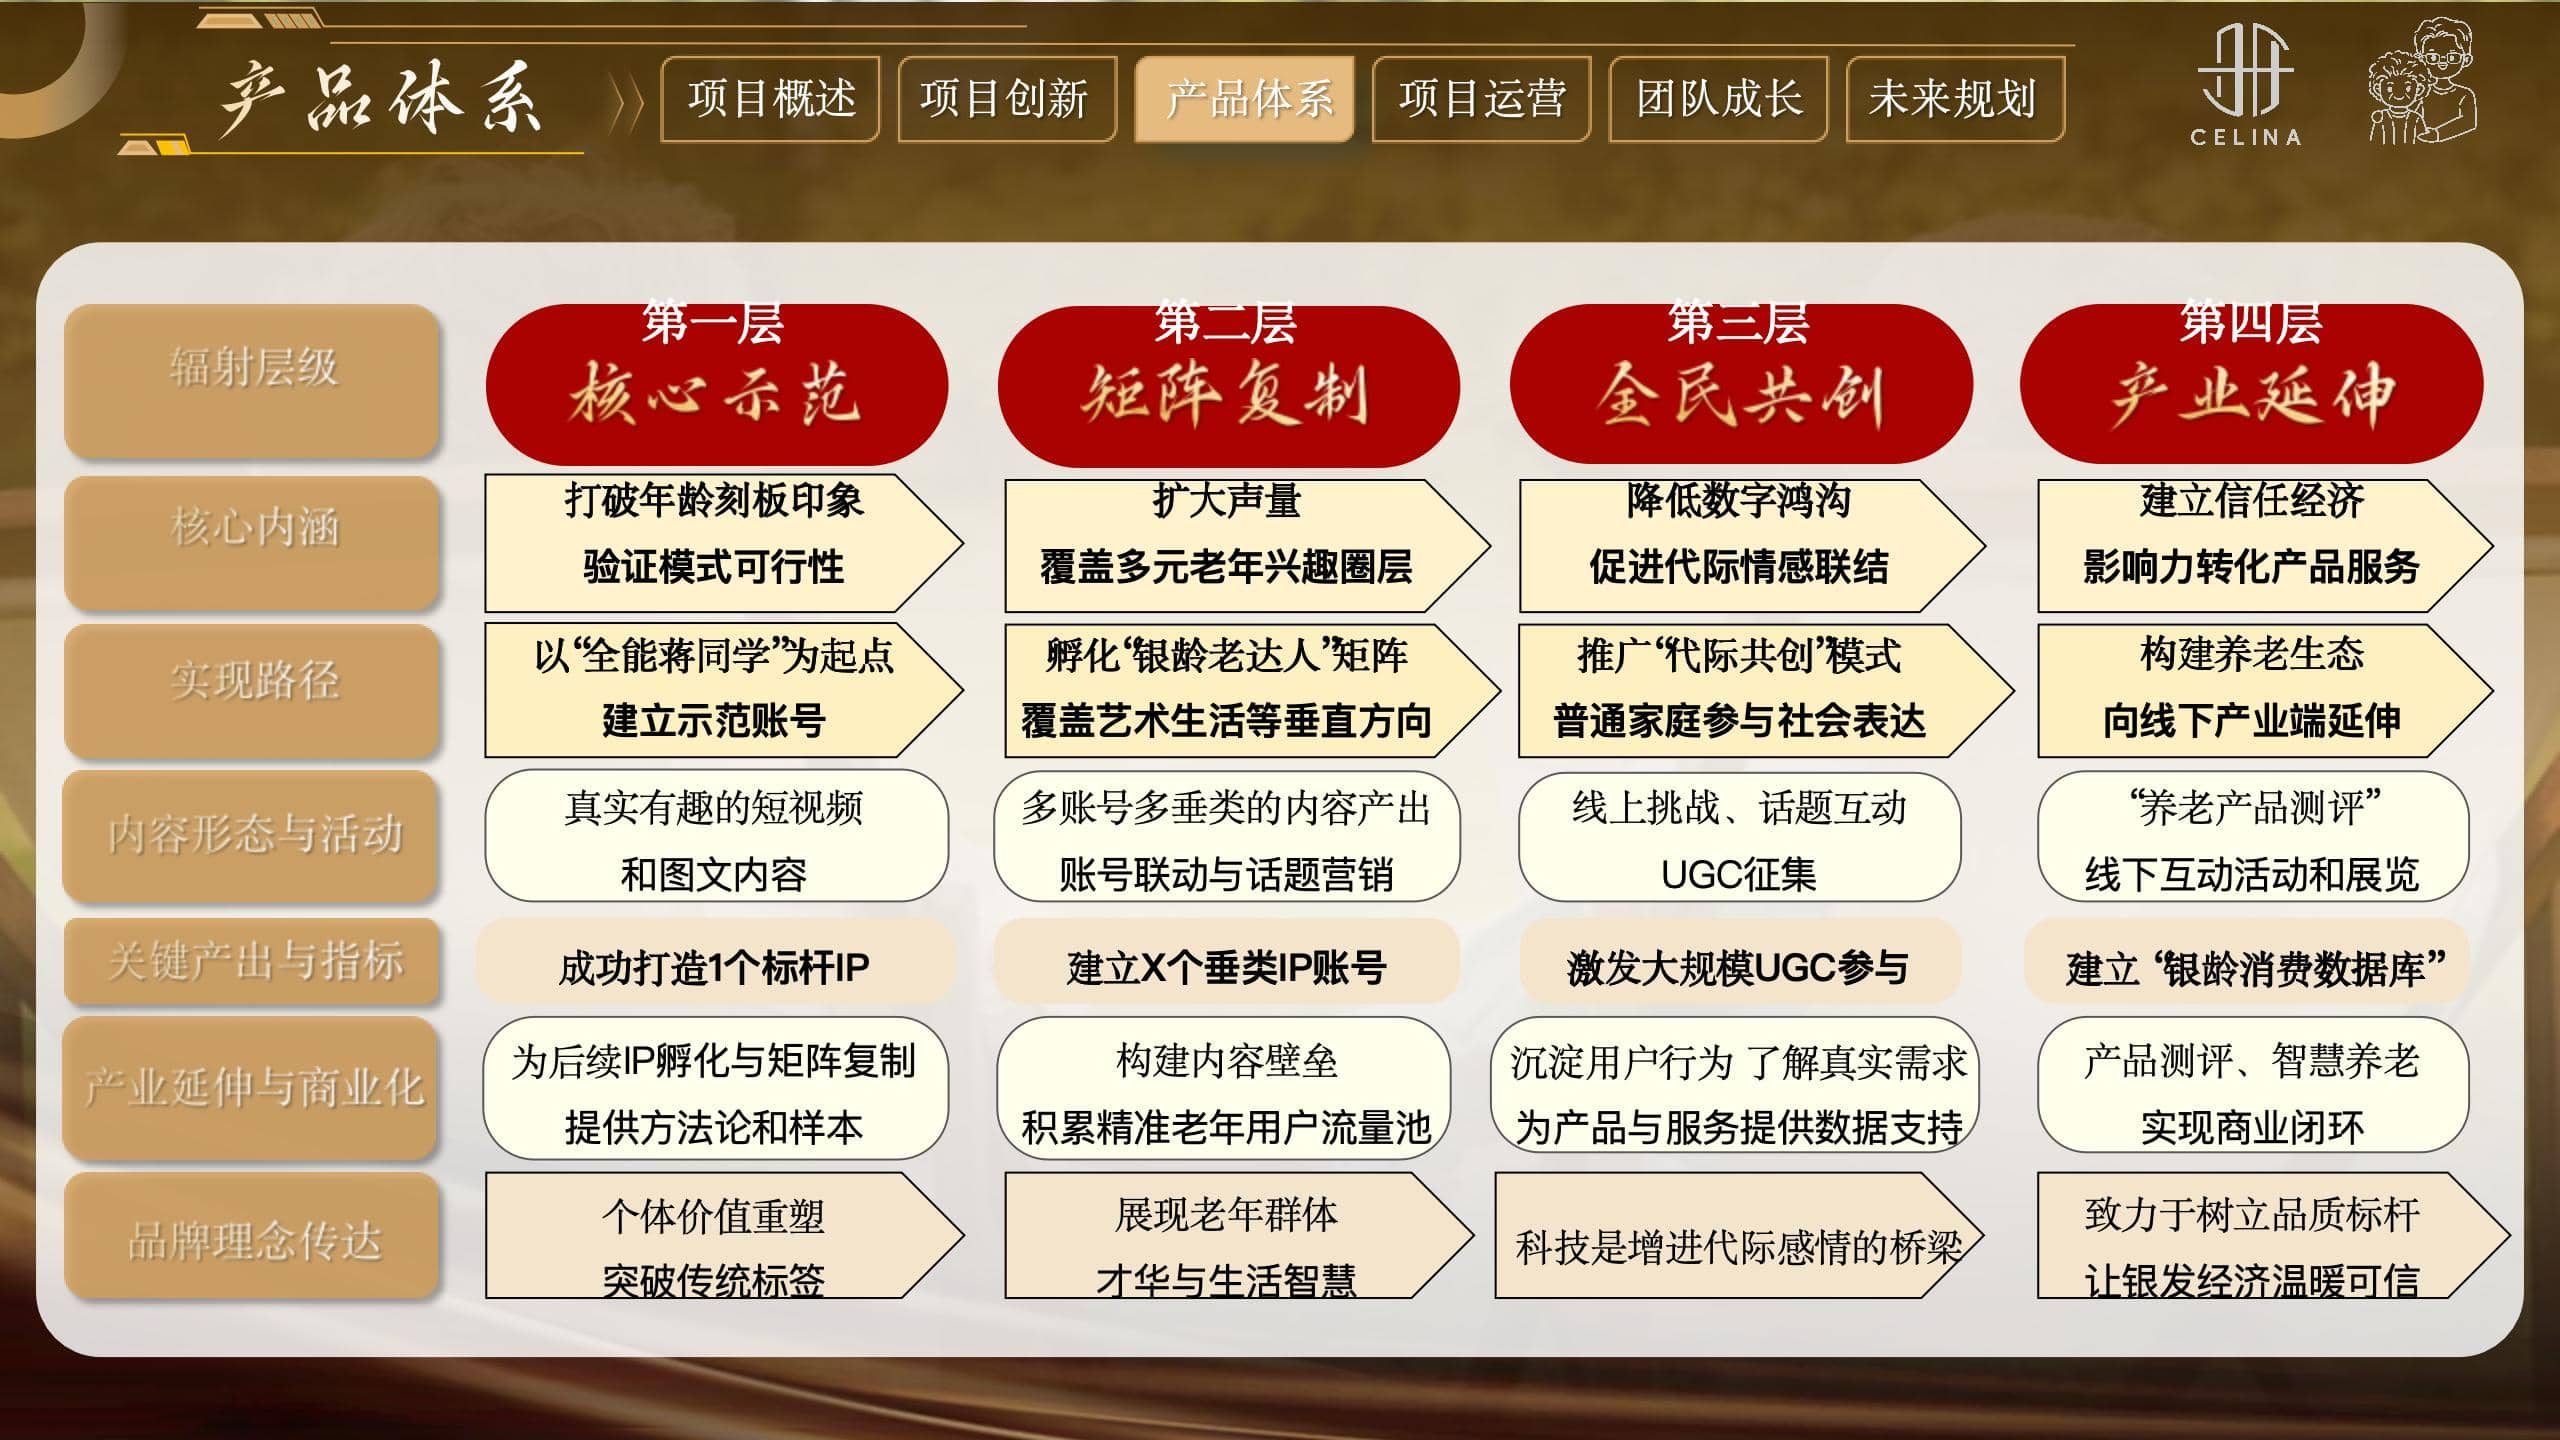 产品体系
项目概述
项目创新
产品体系
项目运营
团队成长
未来规划
CELINA
辐射层级
第一层
核心示范
第二层
矩阵复制
第三层
全民共创
第四层
产业延伸
核心内涵
打破年龄刻板印象
验证模式可行性
扩大声量
覆盖多元老年兴趣圈层
降低数字鸿沟
促进代际情感联结
建立信任经济
影响力转化产品服务
实现路径
以“全能蒋同学”为起点
建立示范账号
孵化“银龄老达人”矩阵
覆盖艺术生活等垂直方向
推广“代际共创”模式
普通家庭参与社会表达
构建养老生态
向线下产业端延伸
内容形态与活动
真实有趣的短视频
和图文内容
多账号多垂类的内容产出
账号联动与话题营销
线上挑战、话题互动
UGC征集
“养老产品测评”
线下互动活动和展览
关键产出与指标
成功打造1个标杆IP
建立X个垂类IP账号
激发大规模UGC参与
建立“银龄消费数据库”
产业延伸与商业化
为后续IP孵化与矩阵复制
提供方法论和样本
构建内容壁垒
积累精准老年用户流量池
沉淀用户行为 了解真实需求
为产品与服务提供数据支持
产品测评、智慧养老
实现商业闭环
品牌理念传达
个体价值重塑
突破传统标签
展现老年群体
才华与生活智慧
科技是增进代际感情的桥梁
致力于树立品质标杆
让银发经济温暖可信